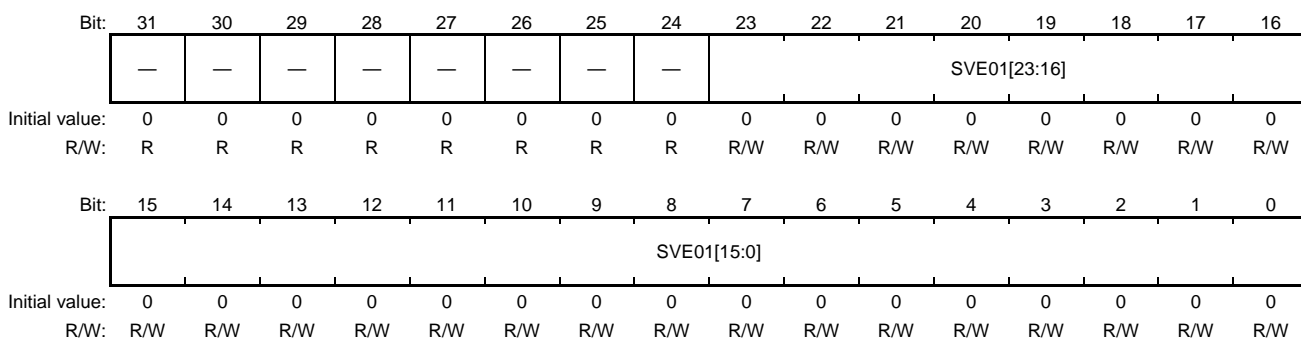 Bit: 31 30 29 28 27 26 25 24 23 22 21 20 19 18 17 16
— — — — — — — — SVE01[23:16]
Initial value: 0 0 0 0 0 0 0 0 0 0 0 0 0 0 0 0
R/W: R R R R R R R R R/W R/W R/W R/W R/W R/W R/W R/W
Bit: 15 14 13 12 11 10 9 8 7 6 5 4 3 2 1 0
SVE01[15:0]
Initial value: 0 0 0 0 0 0 0 0 0 0 0 0 0 0 0 0
R/W: R/W R/W R/W R/W R/W R/W R/W R/W R/W R/W R/W R/W R/W R/W R/W R/W